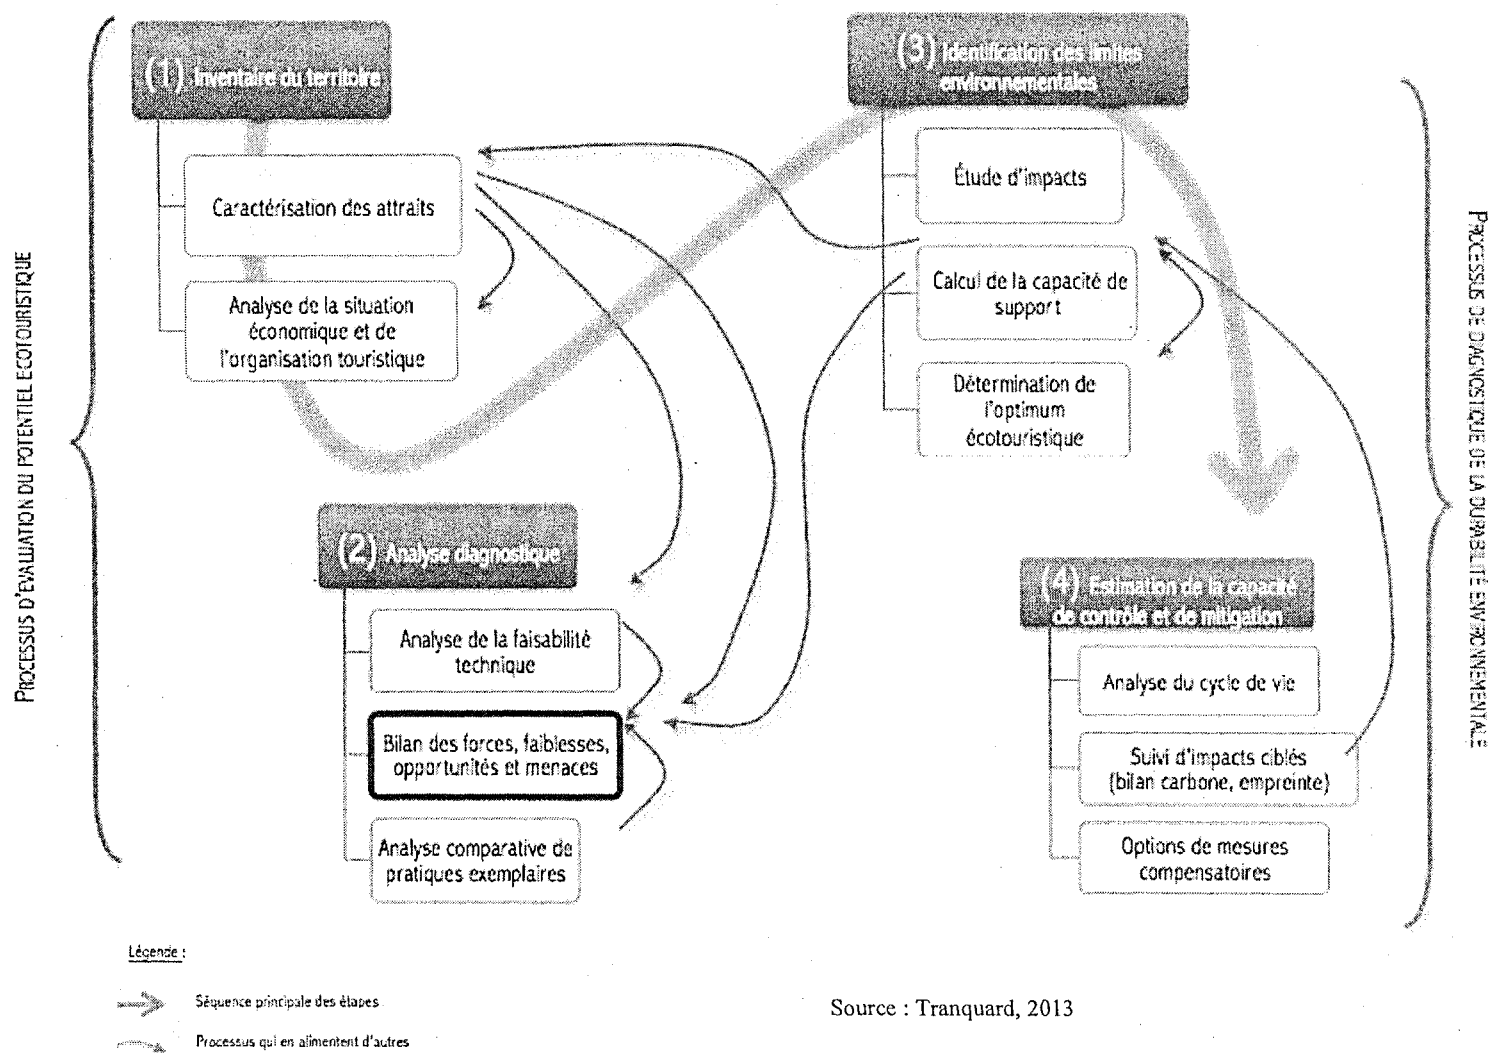 PROCESSUS D'ÉVALUATION DU POTENTIEL ÉCOTOURISTIQUE
(1) Inventaire du territoire
Caractérisation des attraits
Analyse de la situation
économique et de
l'organisation touristique
(2) Analyse diagnostique
Analyse de la faisabilité
technique
Bilan des forces, faiblesses,
opportunités et menaces
Analyse comparative de
pratiques exemplaires
(3) Identification des limites
environnementales
Étude d'impacts
Calcul de la capacité de
support
Détermination de
l'optimum
écotouristique
(4) Estimation de la capacité
de contrôle et de mitigation
Analyse du cycle de vie
Suivi d'impacts ciblés
(bilan carbone, empreinte)
Options de mesures
compensatoires
PROCESSUS DE DIAGNOSTIQUE DE LA DURABILITÉ ENVIRONNEMENTALE
Légende :
Séquence principale des étapes
Processus qui en alimentent d'autres
Source : Tranquard, 2013